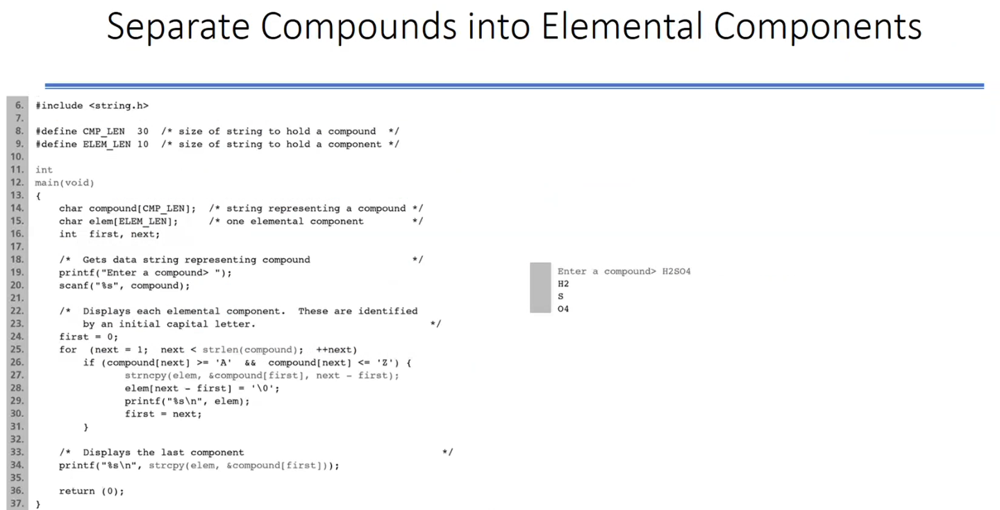 Separate Compounds into Elemental Components
6. #include <string.h>
7.
8. #define CMP_LEN  30  /* size of string to hold a compound  */
9. #define ELEM_LEN 10  /* size of string to hold a component */
10.
11. int
12. main(void)
13. {
14.     char compound[CMP_LEN];  /* string representing a compound */
15.     char elem[ELEM_LEN];     /* one elemental component        */
16.     int  first, next;
17.
18.     /*  Gets data string representing compound                 */
19.     printf("Enter a compound> ");
20.     scanf("%s", compound);
21.
22.     /*  Displays each elemental component.  These are identified
23.         by an initial capital letter.                             */
24.     first = 0;
25.     for  (next = 1;  next < strlen(compound);  ++next)
26.         if (compound[next] >= 'A'  &&  compound[next] <= 'Z') {
27.                strncpy(elem, &compound[first], next - first);
28.                elem[next - first] = '\0';
29.                printf("%s\n", elem);
30.                first = next;
31.         }
32.
33.     /*  Displays the last component                                 */
34.     printf("%s\n", strcpy(elem, &compound[first]));
35.
36.     return (0);
37. }
Enter a compound> H2SO4
H2
S
O4